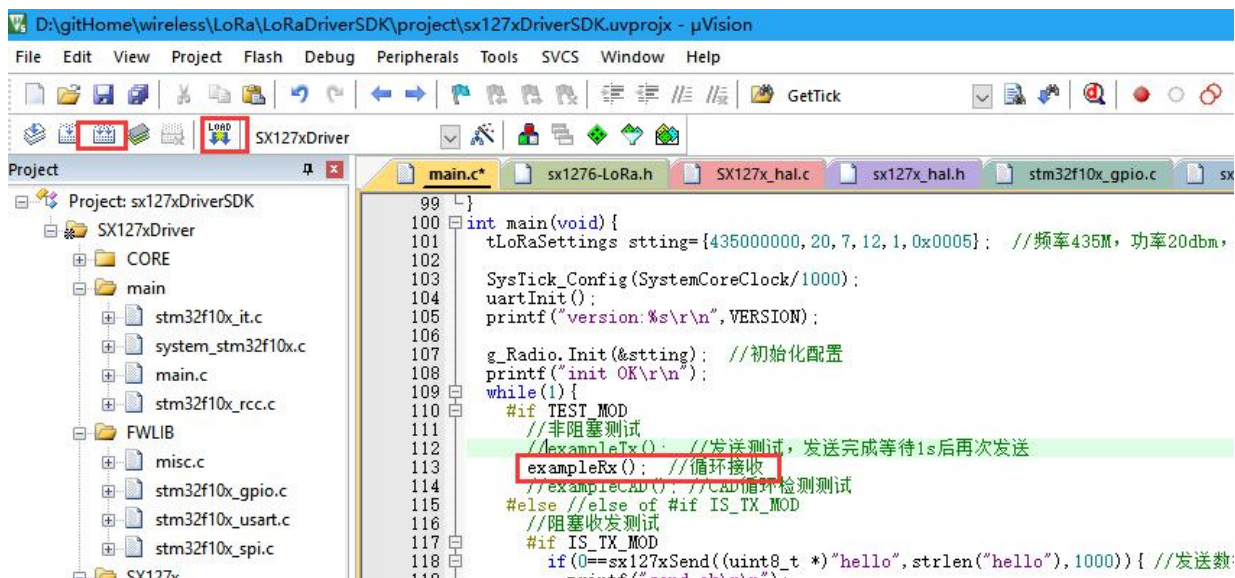 D:\gitHome\wireless\LoRa\LoRaDriverSDK\project\sx127xDriverSDK.uvprojx - µVision
File Edit View Project Flash Debug Peripherals Tools SVCS Window Help
GetTick
LOAD SX127xDriver
Project
main.c* sx1276-LoRa.h SX127x_hal.c sx127x_hal.h stm32f10x_gpio.c sx
Project: sx127xDriverSDK
SX127xDriver
CORE
main
stm32f10x_it.c
system_stm32f10x.c
main.c
stm32f10x_rcc.c
FWLIB
misc.c
stm32f10x_gpio.c
stm32f10x_usart.c
stm32f10x_spi.c
SX127x
99 }
100 int main(void){
101 tLoRaSettings stting={435000000,20,7,12,1,0x0005}; //频率435M，功率20dbm，
102
103 SysTick_Config(SystemCoreClock/1000);
104 uartInit();
105 printf("version:%s\r\n",VERSION);
106
107 g_Radio.Init(&stting); //初始化配置
108 printf("init OK\r\n");
109 while(1){
110 #if TEST_MOD
111 //非阻塞测试
112 //exampleTx(); //发送测试，发送完成等待1s后再次发送
113 exampleRx(); //循环接收
114 //exampleCAD(); //CAD循环检测测试
115 #else //else of #if IS_TX_MOD
116 //阻塞收发测试
117 #if IS_TX_MOD
118 if(0==sx127xSend((uint8_t *)"hello",strlen("hello"),1000)){ //发送数